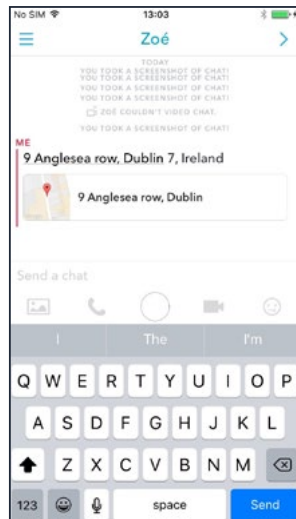 No SIM 13:03
Zoé
TODAY
YOU TOOK A SCREENSHOT OF CHAT!
YOU TOOK A SCREENSHOT OF CHAT!
YOU TOOK A SCREENSHOT OF CHAT!
YOU TOOK A SCREENSHOT OF CHAT!
ZOÉ COULDN'T VIDEO CHAT.
YOU TOOK A SCREENSHOT OF CHAT!
ME
9 Anglesea row, Dublin 7, Ireland
9 Anglesea row, Dublin
Send a chat
I The I'm
Q W E R T Y U I O P
A S D F G H J K L
Z X C V B N M
123 space Send